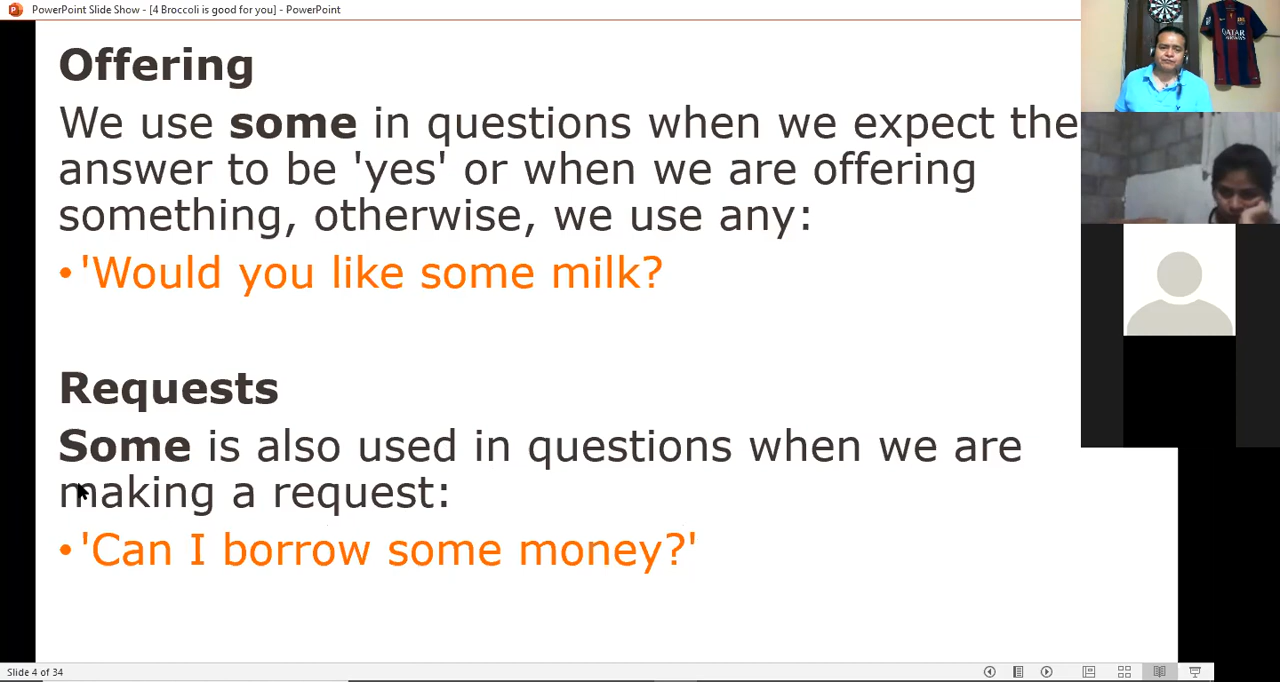 PowerPoint Slide Show - [4 Broccoli is good for you] - PowerPoint
Offering
We use some in questions when we expect the
answer to be 'yes' or when we are offering
something, otherwise, we use any:
•'Would you like some milk?
Requests
Some is also used in questions when we are
making a request:
•'Can I borrow some money?'
QATAR
AIRWAYS
Slide 4 of 34